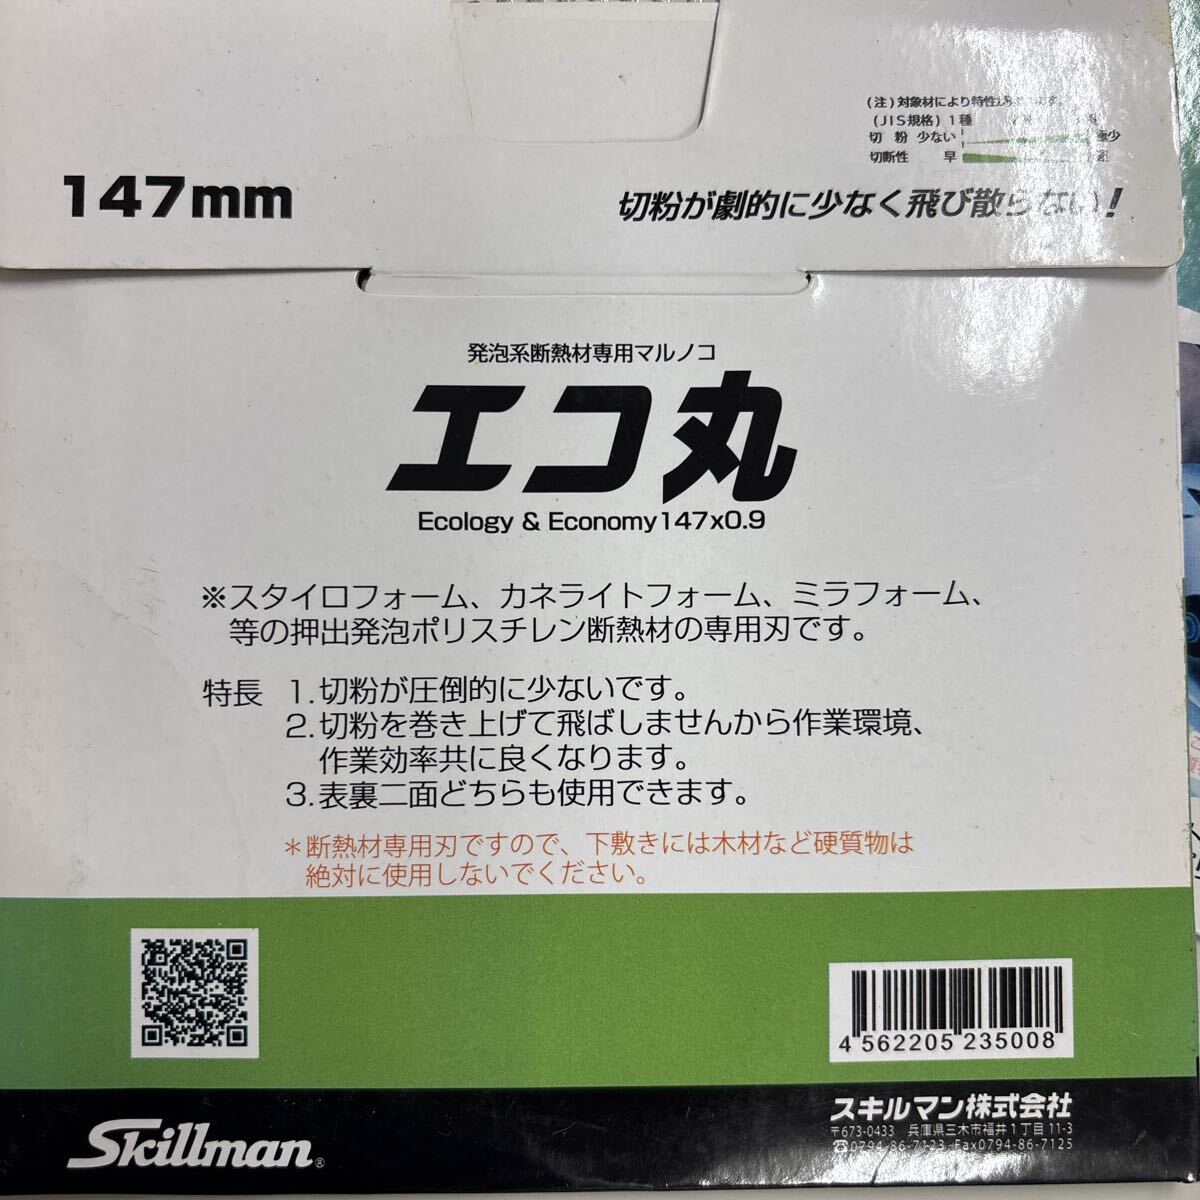 (注)対象材により特性
(JIS規格) 1種
切 粉 少ない 極少
切断性 早
147mm
切粉が劇的に少なく飛び散らない!
発泡系断熱材専用マルノコ
エコ丸
Ecology & Economy147x0.9
※スタイロフォーム、カネライトフォーム、ミラフォーム、
等の押出発泡ポリスチレン断熱材の専用刃です。
特長 1.切粉が圧倒的に少ないです。
2.切粉を巻き上げて飛ばしませんから作業環境、
作業効率共に良くなります。
3.表裏二面どちらも使用できます。
*断熱材専用刃ですので、下敷きには木材など硬質物は
絶対に使用しないでください。
4 562205 235008
Skillman®
スキルマン株式会社
〒673-0433 兵庫県三木市福井1丁目11-3
☎0794-86-7123 Fax0794-86-7125